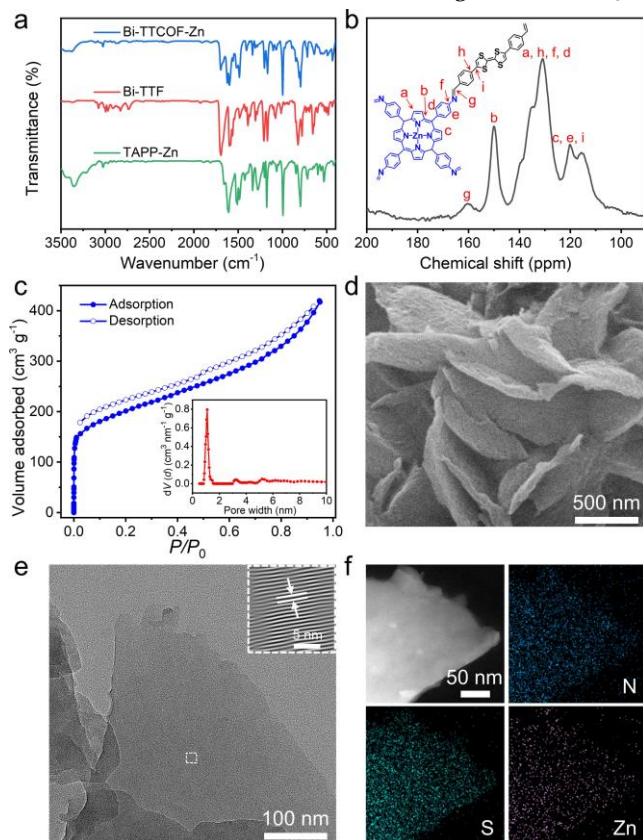 a
Bi-TTCOF-Zn
Bi-TTF
TAPP-Zn
Transmittance (%)
3500 3000 2500 2000 1500 1000 500
Wavenumber (cm-1)
b
a, h, f, d
h
i
f
g
a
b
d
e
c
N
N
N
N
Zn
N
N
N
N
S
S
S
S
b
c, e, i
g
200 180 160 140 120
Chemical shift (ppm)
c
Adsorption
Desorption
Volume adsorbed (cm3 g-1)
400
300
200
100
0
0.0 0.2 0.4 0.6 0.8 1.0
P/P0
dV (d) (cm3 nm-1 g-1)
0.8
0.6
0.4
0.2
0.0
0 2 4 6 8 10
Pore width (nm)
d
500 nm
e
5 nm
100 nm
f
50 nm
N
S
Zn